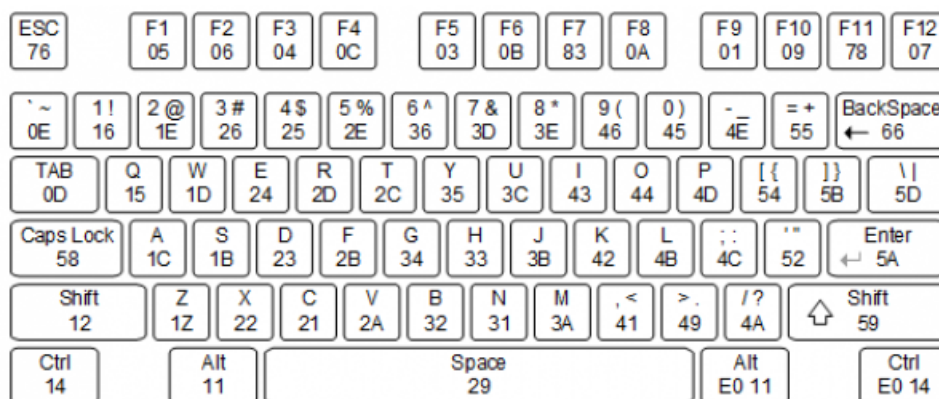 ESC F1 F2 F3 F4 F5 F6 F7 F8 F9 F10 F11 F12
76 05 06 04 0C 03 0B 83 0A 01 09 78 07
` ~ 1 ! 2 @ 3 # 4 $ 5 % 6 ^ 7 & 8 * 9 ( 0 ) - _ = + BackSpace
0E 16 1E 26 25 2E 36 3D 3E 46 45 4E 55 ← 66
TAB Q W E R T Y U I O P [ { ] } \ |
0D 15 1D 24 2D 2C 35 3C 43 44 4D 54 5B 5D
Caps Lock A S D F G H J K L ; : ' " Enter
58 1C 1B 23 2B 34 33 3B 42 4B 4C 52 ↵ 5A
Shift Z X C V B N M , < > . / ? Shift
12 1Z 22 21 2A 32 31 3A 41 49 4A ⇧ 59
Ctrl Alt Space Alt Ctrl
14 11 29 E0 11 E0 14